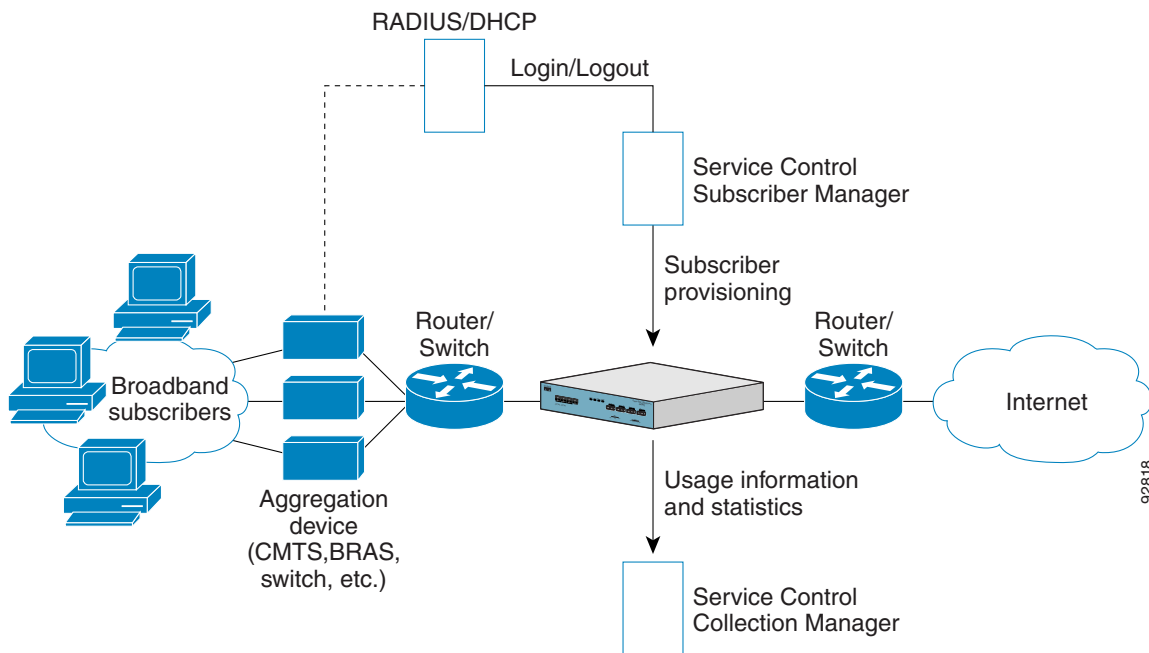 RADIUS/DHCP
Login/Logout
Service Control
Subscriber Manager
Subscriber
provisioning
Router/
Switch
Router/
Switch
Broadband
subscribers
Internet
Aggregation
device
(CMTS,BRAS,
switch, etc.)
Usage information
and statistics
Service Control
Collection Manager
92818